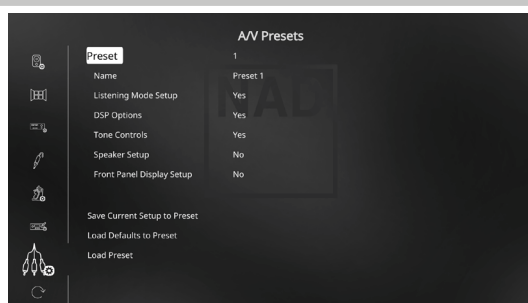 A/V Presets
Preset 1
Name Preset 1
Listening Mode Setup Yes
DSP Options Yes
Tone Controls Yes
Speaker Setup No
Front Panel Display Setup No
Save Current Setup to Preset
Load Defaults to Preset
Load Preset
NAD